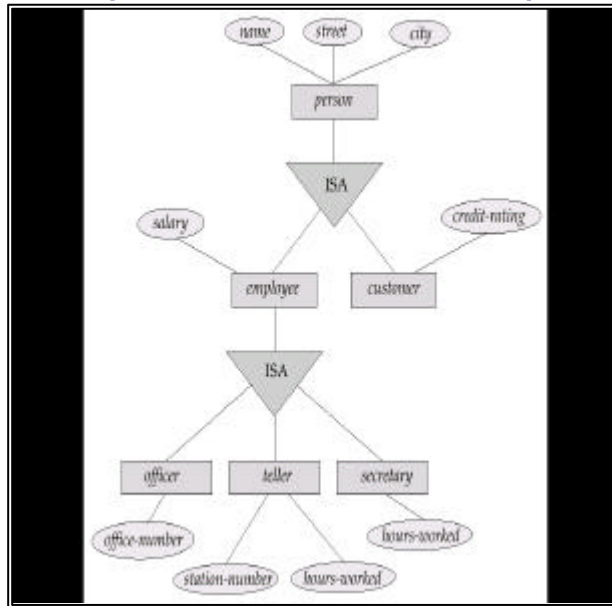 name street city
person
ISA
salary credit-rating
employee customer
ISA
officer teller secretary
office-number hours-worked
station-number hours-worked